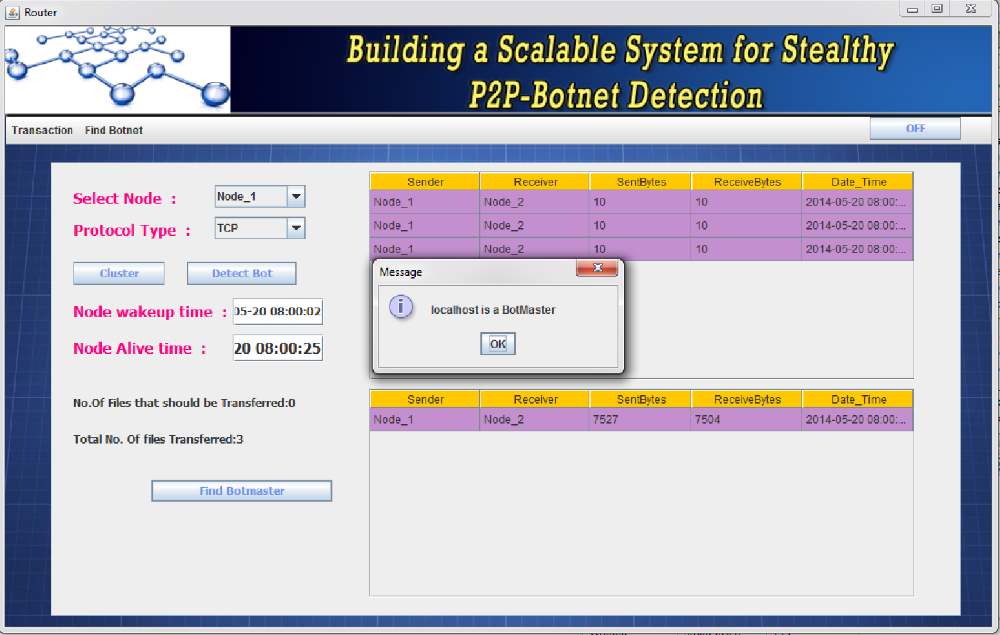 Router
Building a Scalable System for Stealthy
P2P-Botnet Detection
Transaction Find Botnet OFF
Select Node : Node_1
Protocol Type : TCP
Cluster Detect Bot
Node wakeup time : 05-20 08:00:02
Node Alive time : 20 08:00:25
No.Of Files that should be Transferred:0
Total No. Of files Transferred:3
Find Botmaster
Sender Receiver SentBytes ReceiveBytes Date_Time
Node_1 Node_2 10 10 2014-05-20 08:00:...
Node_1 Node_2 10 10 2014-05-20 08:00:...
Node_1 Node_2 10 10 2014-05-20 08:00:...
Message
localhost is a BotMaster
OK
Sender Receiver SentBytes ReceiveBytes Date_Time
Node_1 Node_2 7527 7504 2014-05-20 08:00:...